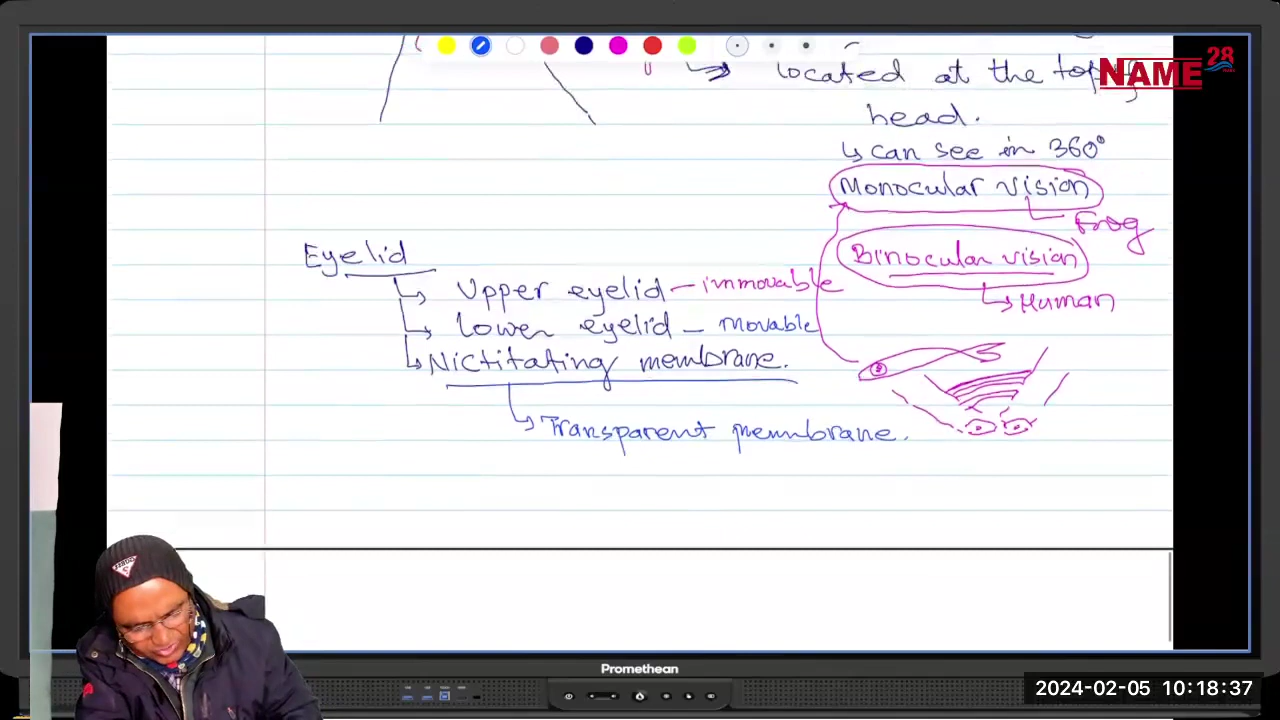 located at the top of
head.
↳ can see in 360°
Monocular vision
Frog
Binocular vision
Human
Eyelid
Upper eyelid - immovable
Lower eyelid - movable
Nictitating membrane.
Transparent membrane.
NAME 28
Promethean
2024-02-05 10:18:37